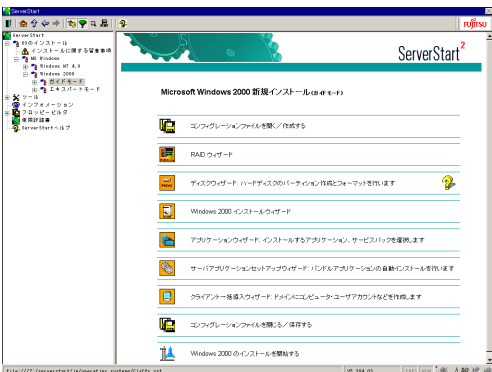 ServerStart
FUJITSU
ServerStart
OSのインストール
インストールに関する留意事項
MS Windows
Windows NT 4.0
Windows 2000
ガイドモード
エキスパートモード
ツール
インフォメーション
フロッピービルダ
使用許諾書
ServerStartヘルプ
ServerStart2
Microsoft Windows 2000 新規インストール(ガイドモード)
コンフィグレーションファイルを開く／作成する
RAID ウィザード
ディスクウィザード: ハードディスクのパーティション作成とフォーマットを行います
Windows 2000 インストールウィザード
アプリケーションウィザード: インストールするアプリケーション、サービスパックを選択します
サーバアプリケーションセットアップウィザード: バンドルアプリケーションの自動インストールを行います
クライアント一括導入ウィザード: ドメインにコンピュータ・ユーザアカウントなどを作成します
コンフィグレーションファイルを閉じる／保存する
Windows 2000 のインストールを開始する